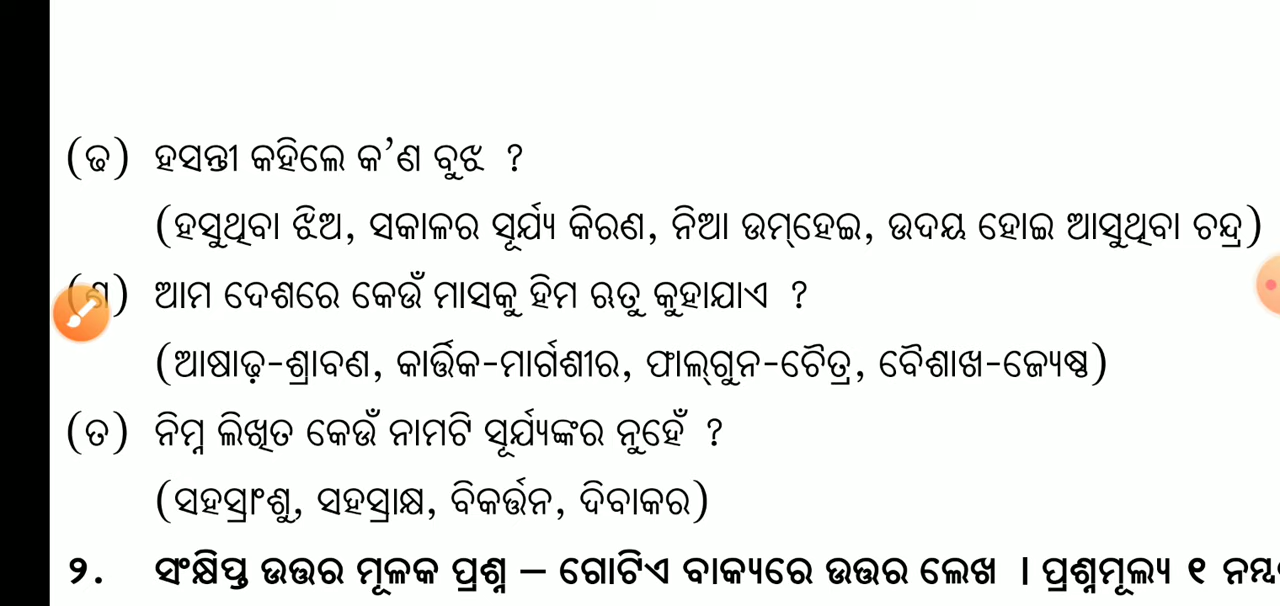 (ଢ) ହସନ୍ତୀ କହିଲେ କ’ଣ ବୁଝ ?
(ହସୁଥିବା ଝିଅ, ସକାଳର ସୂର୍ଯ୍ୟ କିରଣ, ନିଆ ଉମ୍ହେଇ, ଉଦୟ ହୋଇ ଆସୁଥିବା ଚନ୍ଦ୍ର)
(ଣ) ଆମ ଦେଶରେ କେଉଁ ମାସକୁ ହିମ ଋତୁ କୁହାଯାଏ ?
(ଆଷାଢ଼-ଶ୍ରାବଣ, କାର୍ତ୍ତିକ-ମାର୍ଗଶୀର, ଫାଲ୍‌ଗୁନ-ଚୈତ୍ର, ବୈଶାଖ-ଜ୍ୟେଷ୍ଠ)
(ତ) ନିମ୍ନ ଲିଖିତ କେଉଁ ନାମଟି ସୂର୍ଯ୍ୟଙ୍କର ନୁହେଁ ?
(ସହସ୍ରାଂଶୁ, ସହସ୍ରାକ୍ଷ, ବିକର୍ତ୍ତନ, ଦିବାକର)
୨. ସଂକ୍ଷିପ୍ତ ଉତ୍ତର ମୂଳକ ପ୍ରଶ୍ନ – ଗୋଟିଏ ବାକ୍ୟରେ ଉତ୍ତର ଲେଖ । ପ୍ରଶ୍ନମୂଲ୍ୟ ୧